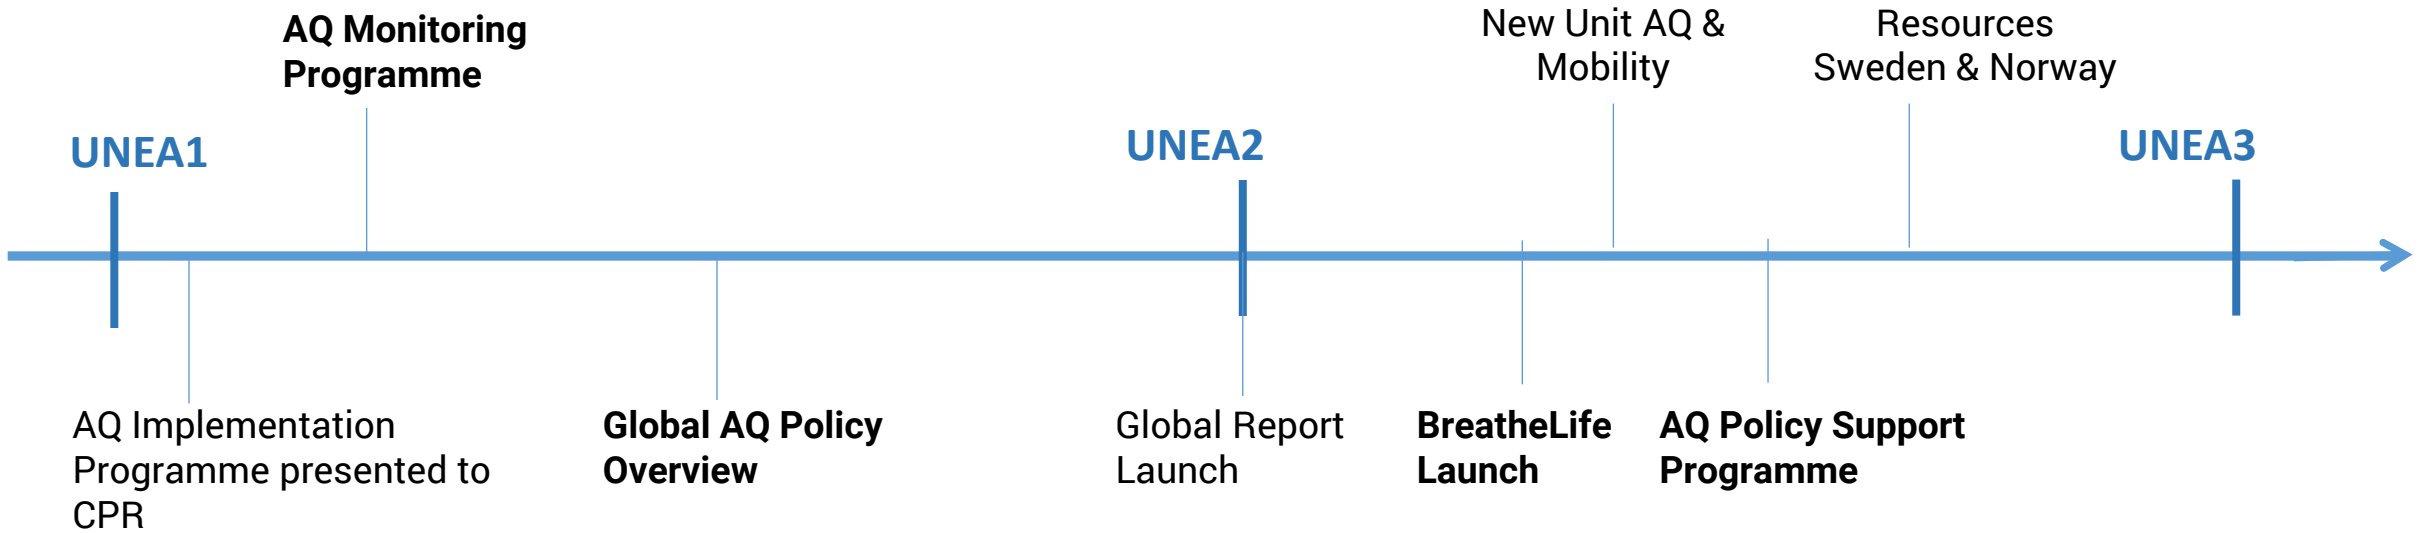 AQ Monitoring
Programme
New Unit AQ &
Mobility
Resources
Sweden & Norway
UNEA1
UNEA2
UNEA3
AQ Implementation
Programme presented to
CPR
Global AQ Policy
Overview
Global Report
Launch
BreatheLife
Launch
AQ Policy Support
Programme